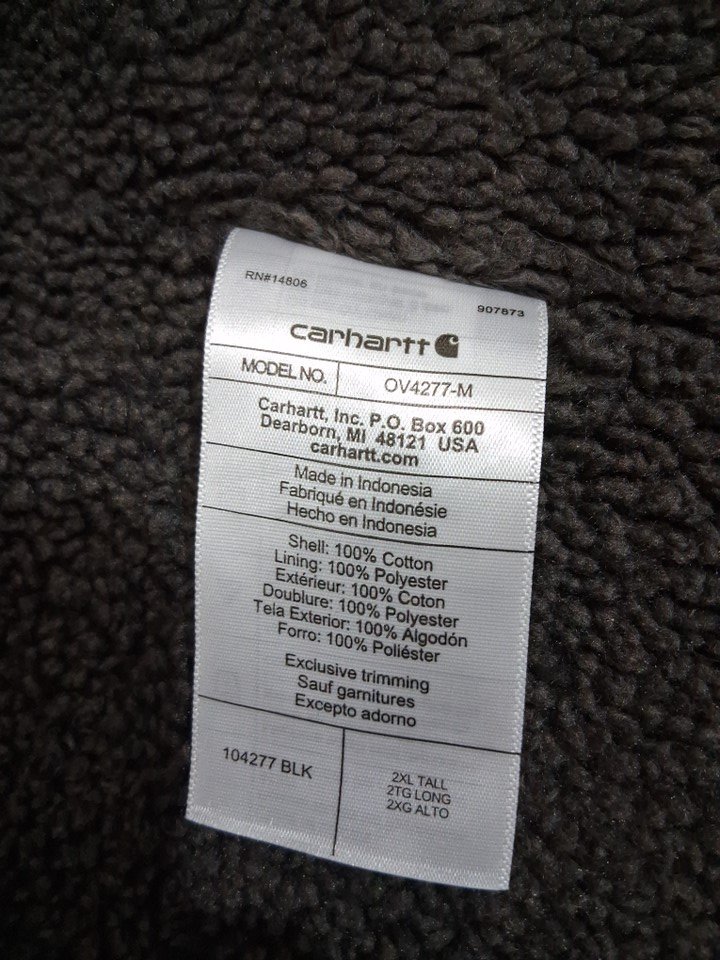 RN#14806
907873
carhartt
MODEL NO.
OV4277-M
Carhartt, Inc. P.O. Box 600
Dearborn, MI 48121 USA
carhartt.com
Made in Indonesia
Fabriqué en Indonésie
Hecho en Indonesia
Shell: 100% Cotton
Lining: 100% Polyester
Extérieur: 100% Coton
Doublure: 100% Polyester
Tela Exterior: 100% Algodón
Forro: 100% Poliéster
Exclusive trimming
Sauf garnitures
Excepto adorno
104277 BLK
2XL TALL
2TG LONG
2XG ALTO